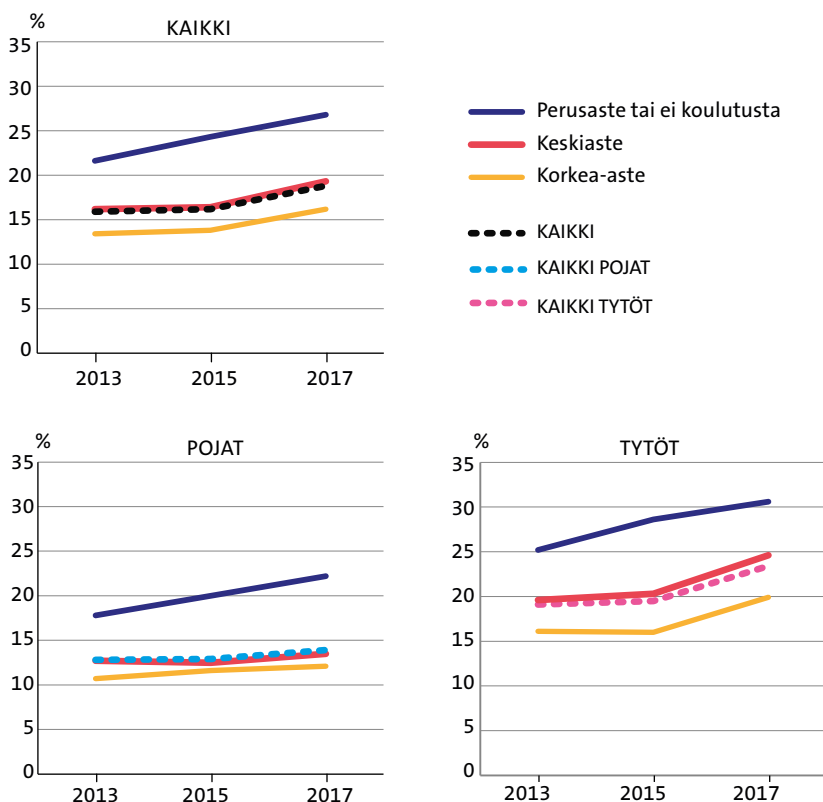 %
KAIKKI
35
30
25
20
15
10
5
0
2013 2015 2017
Perusaste tai ei koulutusta
Keskiaste
Korkea-aste
KAIKKI
KAIKKI POJAT
KAIKKI TYTÖT
%
POJAT
35
30
25
20
15
10
5
0
2013 2015 2017
%
TYTÖT
35
30
25
20
15
10
5
0
2013 2015 2017